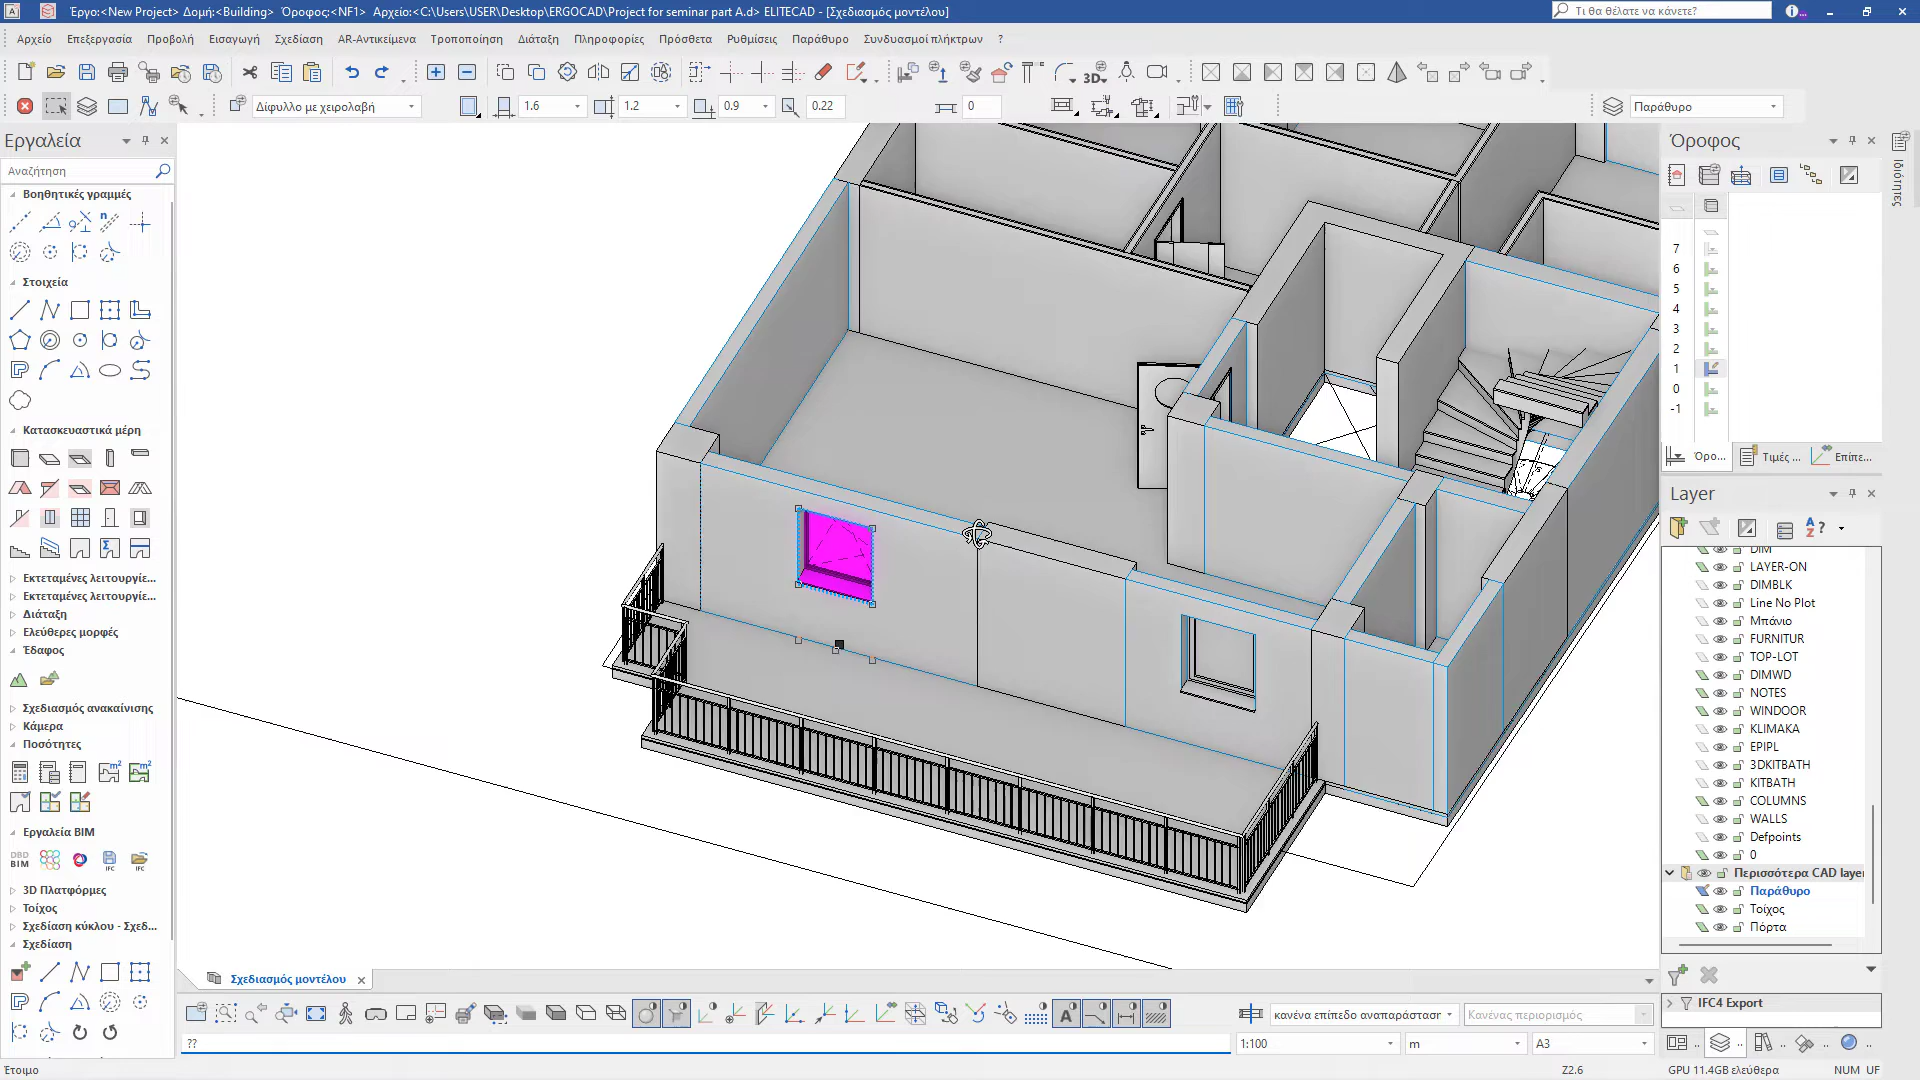 Έργο:<New Project> Δομή:<Building> Όροφος:<NF1> Αρχείο:<C:\Users\USER\Desktop\ERGOCAD\Project for seminar part A.d> ELITECAD - [Σχεδιασμός μοντέλου]
Τι θα θέλατε να κάνετε?
Αρχείο Επεξεργασία Προβολή Εισαγωγή Σχεδίαση AR-Αντικείμενα Τροποποίηση Διάταξη Πληροφορίες Πρόσθετα Ρυθμίσεις Παράθυρο Συνδυασμοί πλήκτρων ?
Δίφυλλο με χειρολαβή 1.6 1.2 0.9 0.22 0 Παράθυρο
Εργαλεία
Αναζήτηση
Βοηθητικές γραμμές
Στοιχεία
Κατασκευαστικά μέρη
Εκτεταμένες λειτουργίε...
Εκτεταμένες λειτουργίε...
Διάταξη
Ελεύθερες μορφές
Έδαφος
Σχεδιασμός ανακαίνισης
Κάμερα
Ποσότητες
Εργαλεία BIM
DBD BIM IFC IFC
3D Πλατφόρμες
Τοίχος
Σχεδίαση κύκλου - Σχεδ...
Σχεδίαση
Όροφος
7
6
5
4
3
2
1
0
-1
Όρο... Τιμές ... Επίπε...
Ιδιότητες
Layer
DIM
LAYER-ON
DIMBLK
Line No Plot
Μπάνιο
FURNITUR
TOP-LOT
DIMWD
NOTES
WINDOOR
KLIMAKA
EPIPL
3DKITBATH
KITBATH
COLUMNS
WALLS
Defpoints
0
Περισσότερα CAD layer
Παράθυρο
Τοίχος
Πόρτα
IFC4 Export
Σχεδιασμός μοντέλου
κανένα επίπεδο αναπαράστασης Κανένας περιορισμός
?? 1:100 m A3
Έτοιμο Z2.6 GPU 11.4GB ελεύθερα NUM UF